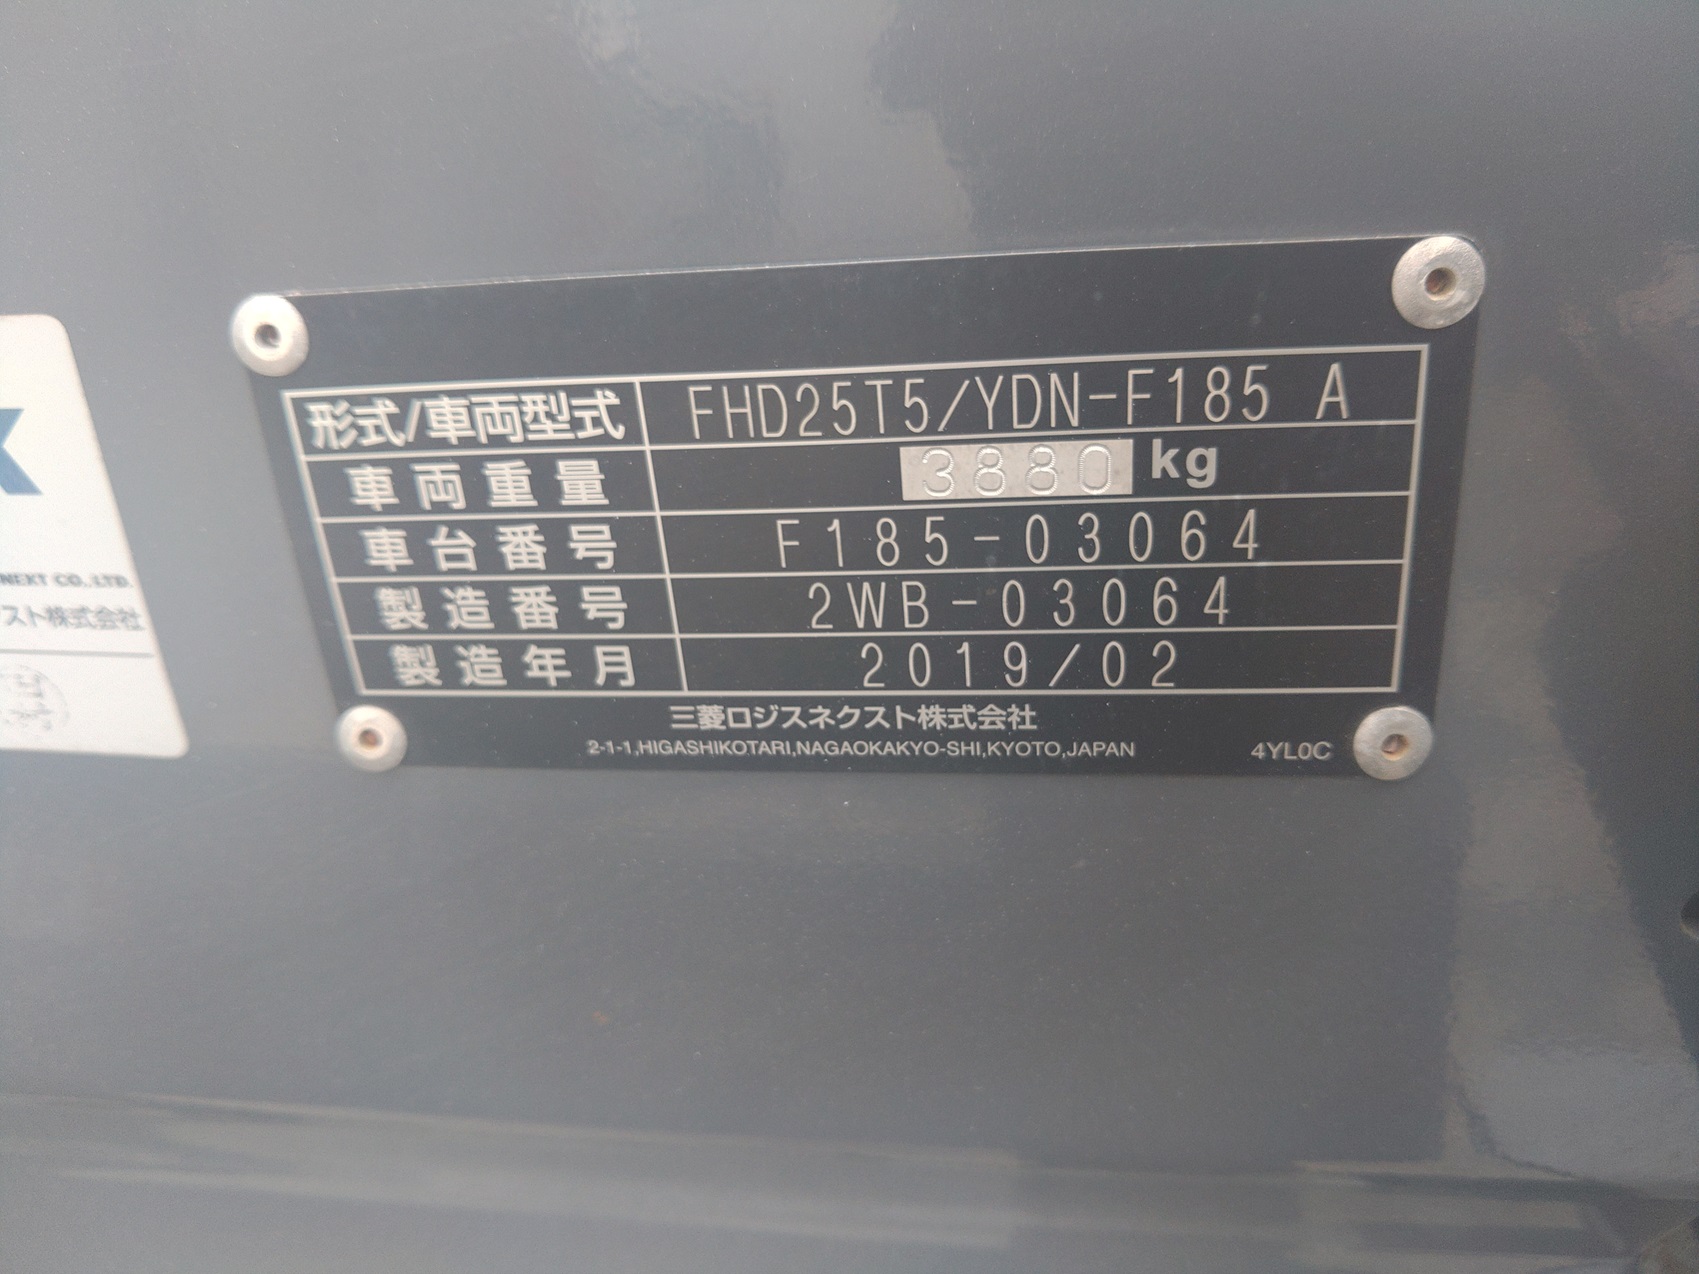 形式/車両型式 FHD25T5/YDN-F185 A
車両重量 3880 kg
車台番号 F185-03064
製造番号 2WB-03064
製造年月 2019/02
三菱ロジスネクスト株式会社
2-1-1,HIGASHIKOTARI,NAGAOKAKYO-SHI,KYOTO,JAPAN 4YL0C
NEXT CO.,LTD.
スト株式会社